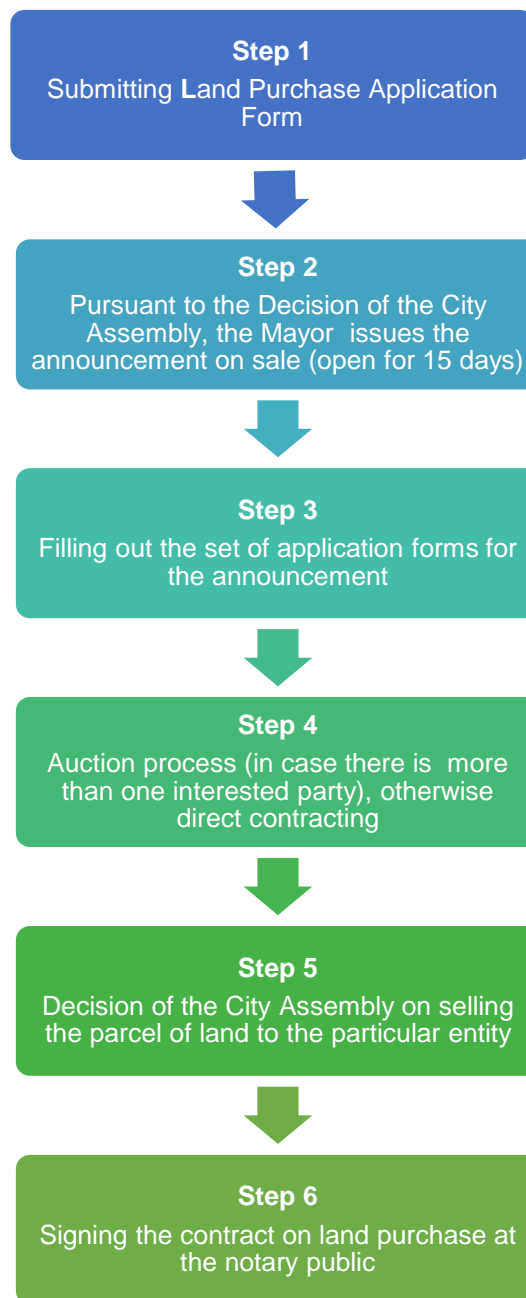 Step 1
Submitting Land Purchase Application
Form
Step 2
Pursuant to the Decision of the City
Assembly, the Mayor issues the
announcement on sale (open for 15 days)
Step 3
Filling out the set of application forms for
the announcement
Step 4
Auction process (in case there is more
than one interested party), otherwise
direct contracting
Step 5
Decision of the City Assembly on selling
the parcel of land to the particular entity
Step 6
Signing the contract on land purchase at
the notary public